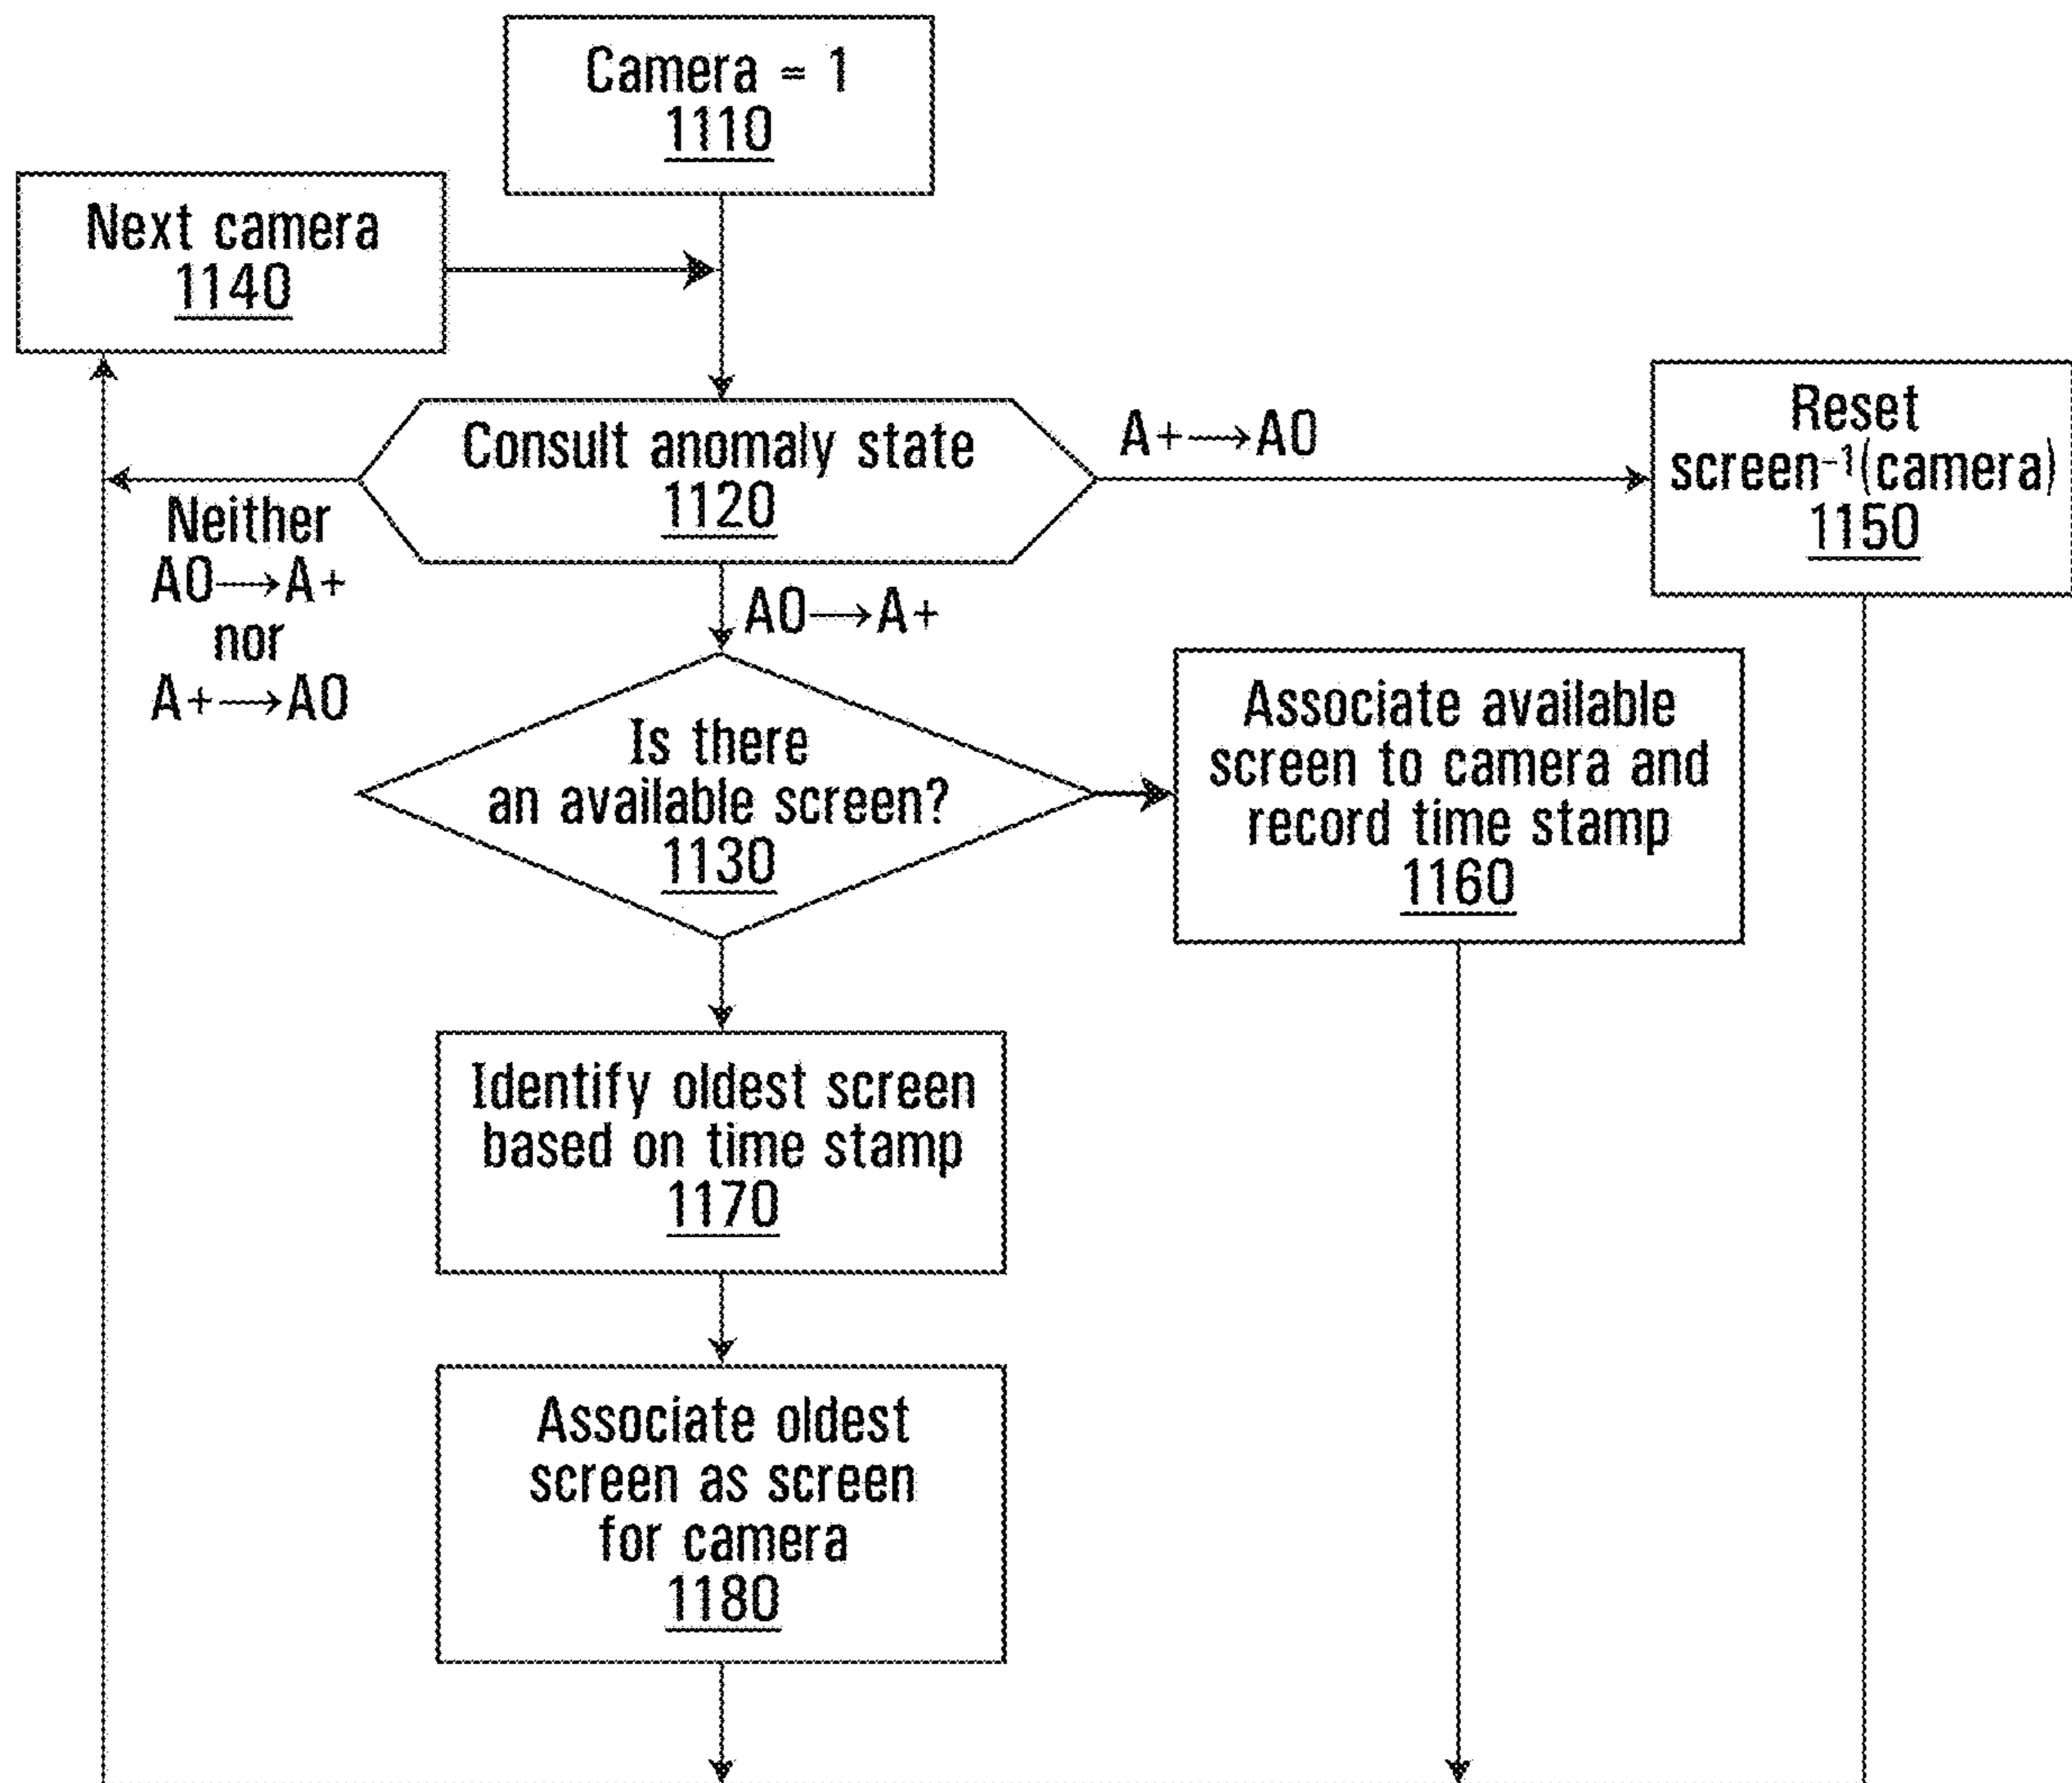 Camera = 1
1110
Next camera
1140
Consult anomaly state
1120
A+→A0
Reset
screen⁻¹(camera)
1150
Neither
A0→A+
nor
A+→A0
A0→A+
Is there
an available screen?
1130
Associate available
screen to camera and
record time stamp
1160
Identify oldest screen
based on time stamp
1170
Associate oldest
screen as screen
for camera
1180